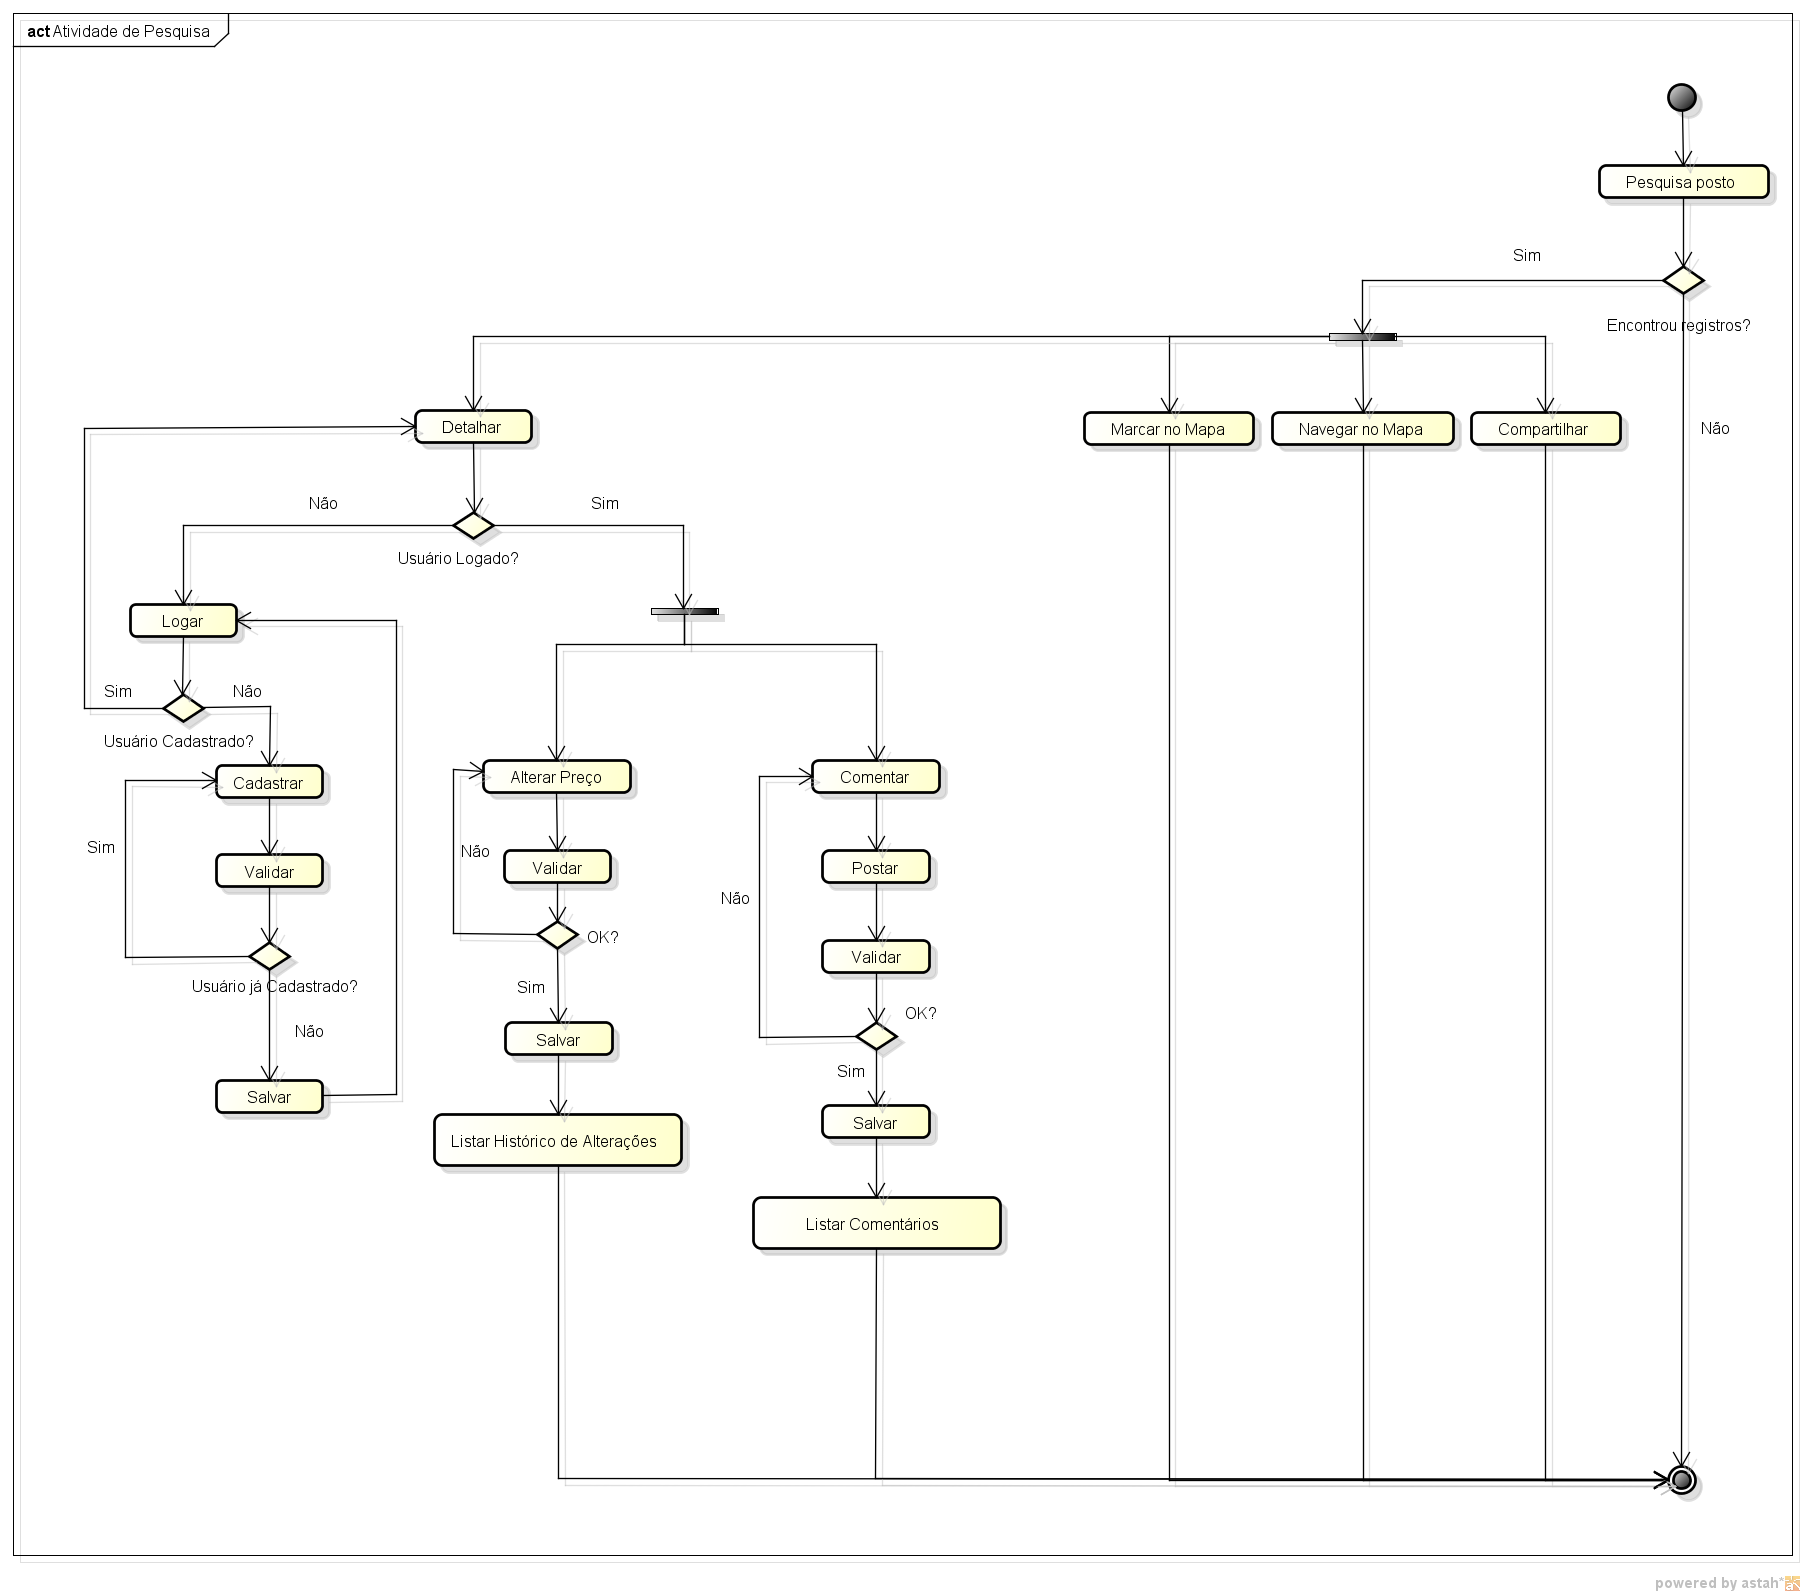 act Atividade de Pesquisa
Pesquisa posto
Sim
Encontrou registros?
Detalhar
Marcar no Mapa
Navegar no Mapa
Compartilhar
Não
Não
Sim
Usuário Logado?
Logar
Sim
Não
Usuário Cadastrado?
Cadastrar
Alterar Preço
Comentar
Sim
Não
Validar
Validar
Postar
Não
OK?
Validar
Usuário já Cadastrado?
Sim
OK?
Não
Salvar
Sim
Salvar
Salvar
Listar Histórico de Alterações
Listar Comentários
powered by astah*